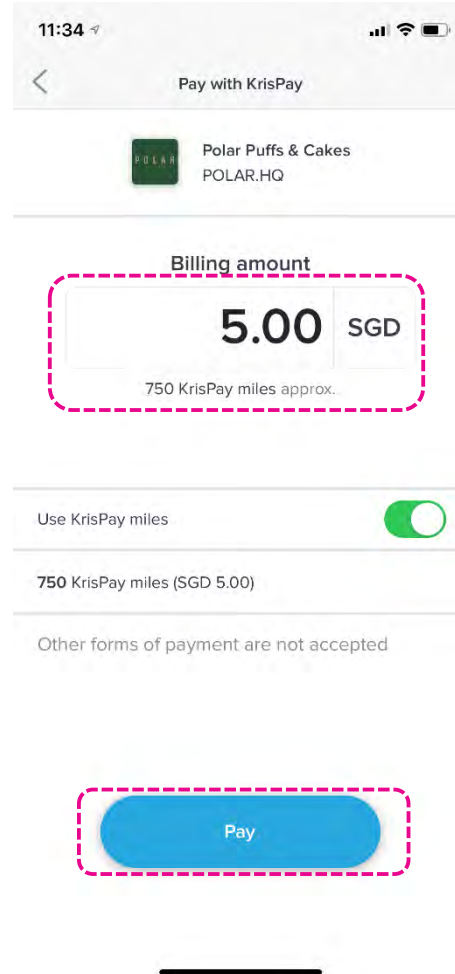 11:34
Pay with KrisPay
POLAR
Polar Puffs & Cakes
POLAR.HQ
Billing amount
5.00 SGD
750 KrisPay miles approx.
Use KrisPay miles
750 KrisPay miles (SGD 5.00)
Other forms of payment are not accepted
Pay